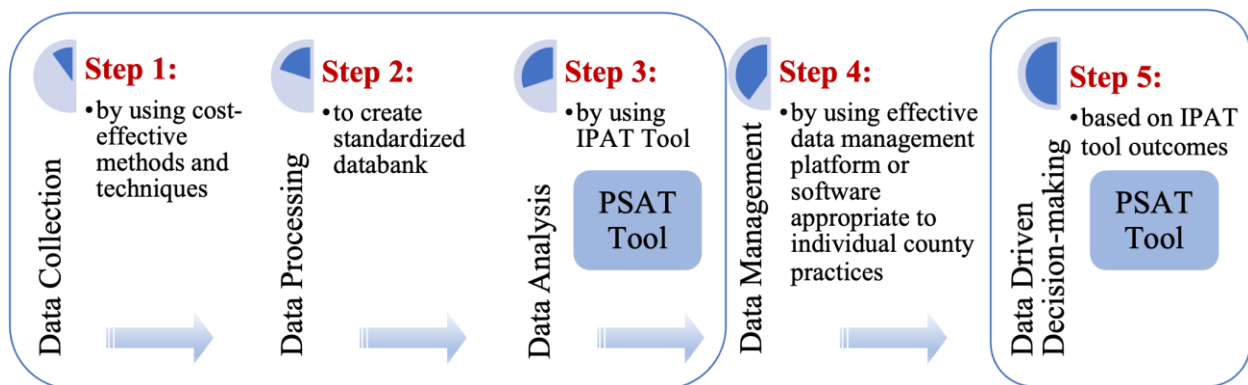 Step 1:
•by using cost-
effective
methods and
techniques
Data Collection
Step 2:
•to create
standardized
databank
Data Processing
Step 3:
•by using
IPAT Tool
PSAT
Tool
Data Analysis
Step 4:
•by using effective
data management
platform or
software
appropriate to
individual county
practices
Data Management
Step 5:
•based on IPAT
tool outcomes
PSAT
Tool
Data Driven
Decision-making